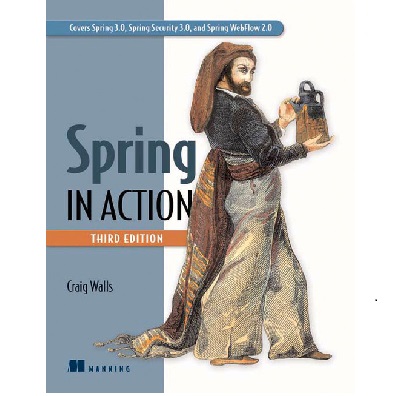 Covers Spring 3.0, Spring Security 3.0, and Spring WebFlow 2.0
Spring
IN ACTION
THIRD EDITION
Craig Walls
MANNING